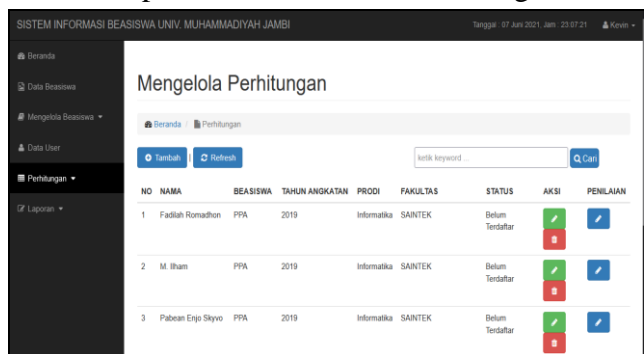 SISTEM INFORMASI BEASISWA UNIV. MUHAMMADIYAH JAMBI
Tanggal : 07 Juni 2021, Jam : 23:07:21
Kevin
Beranda
Data Beasiswa
Mengelola Beasiswa
Data User
Perhitungan
Laporan
Mengelola Perhitungan
Beranda / Perhitungan
Tambah | Refresh
ketik keyword ...
Cari
NO NAMA BEASISWA TAHUN ANGKATAN PRODI FAKULTAS STATUS AKSI PENILAIAN
1 Fadilah Romadhon PPA 2019 Informatika SAINTEK Belum Terdaftar
2 M. Ilham PPA 2019 Informatika SAINTEK Belum Terdaftar
3 Pabean Enjo Skyvo PPA 2019 Informatika SAINTEK Belum Terdaftar